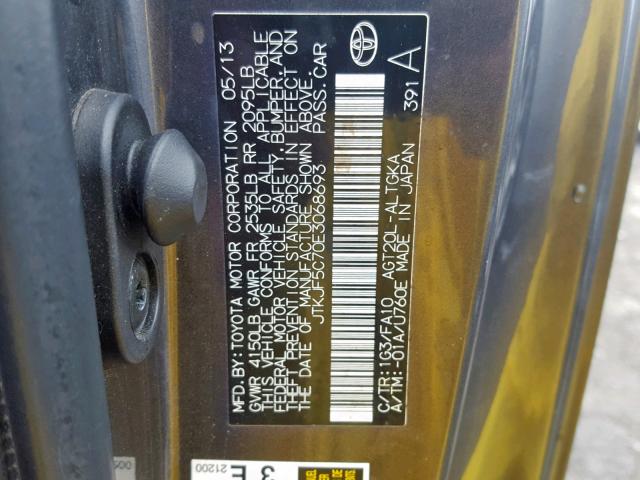 MFD.BY:TOYOTA MOTOR CORPORATION 05/13
GVWR 4150LB GAWR FR 2535LB RR 2095LB
THIS VEHICLE CONFORMS TO ALL APPLICABLE
FEDERAL MOTOR VEHICLE SAFETY,BUMPER,AND
THEFT PREVENTION STANDARDS IN EFFECT ON
THE DATE OF MANUFACTURE SHOWN ABOVE.
JTKJF5C70E3068693 PASS.CAR
C/TR:1G3/FA10 AGT20L-ALTGKA
A/TM:-01A/U760E MADE IN JAPAN
391 A
21200
3